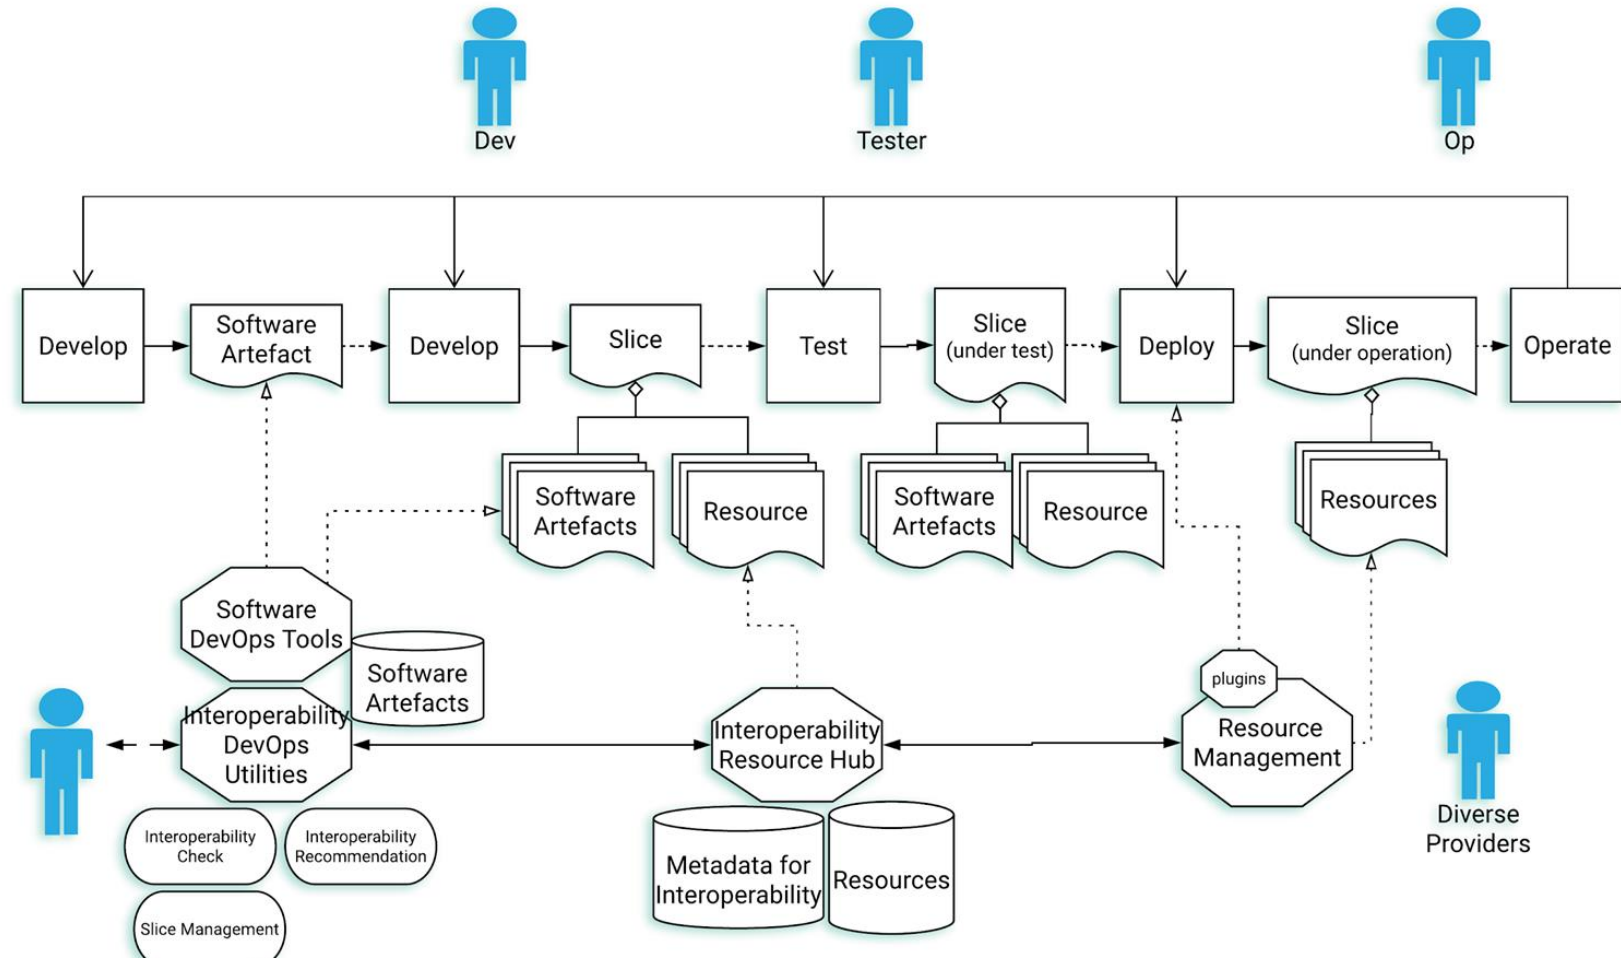 Dev
Tester
Op
Develop
Software
Artefact
Develop
Slice
Test
Slice
(under test)
Deploy
Slice
(under operation)
Operate
Software
Artefacts
Resource
Software
Artefacts
Resource
Resources
Software
DevOps Tools
Software
Artefacts
Interoperability
DevOps
Utilities
Interoperability
Resource Hub
plugins
Resource
Management
Diverse
Providers
Interoperability
Check
Interoperability
Recommendation
Slice Management
Metadata for
Interoperability
Resources